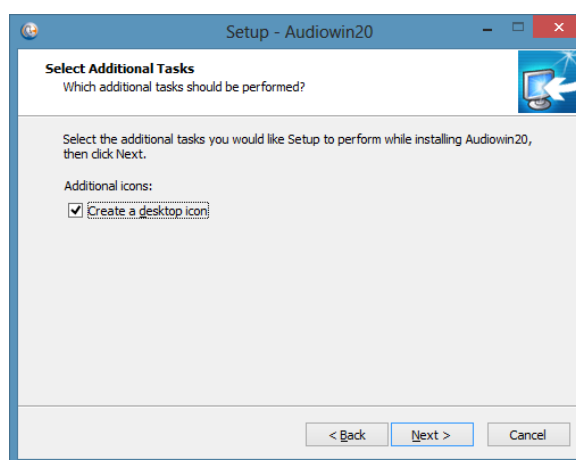 Setup - Audiowin20
Select Additional Tasks
Which additional tasks should be performed?
Select the additional tasks you would like Setup to perform while installing Audiowin20,
then click Next.
Additional icons:
Create a desktop icon
< Back Next > Cancel